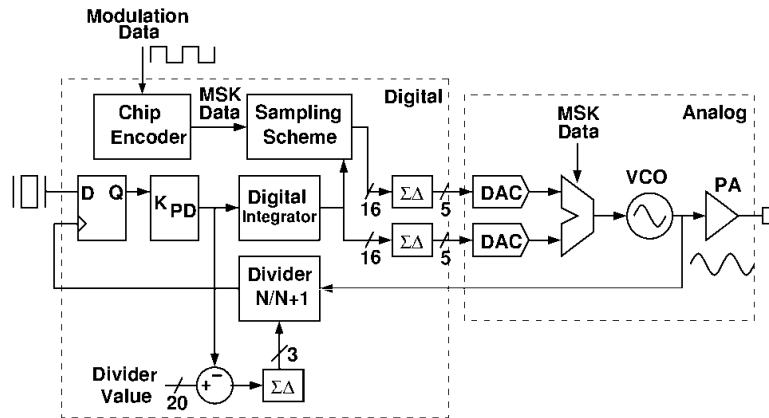 Modulation
Data
Digital
Analog
Chip
Encoder
MSK
Data
Sampling
Scheme
MSK
Data
VCO
PA
D Q
K PD
Digital
Integrator
16
ΣΔ
5
DAC
16
ΣΔ
5
DAC
Divider
N/N+1
3
Divider
Value
20
+ −
ΣΔ